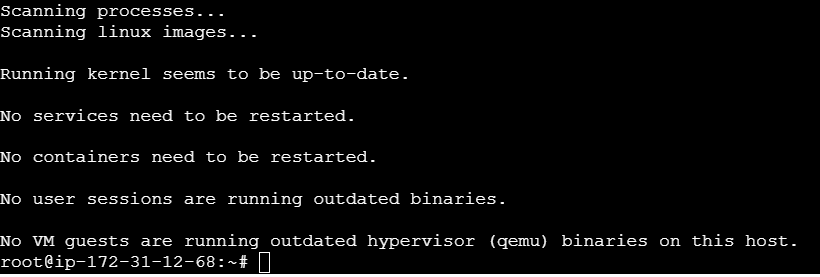 Scanning processes...
Scanning linux images...
Running kernel seems to be up-to-date.
No services need to be restarted.
No containers need to be restarted.
No user sessions are running outdated binaries.
No VM guests are running outdated hypervisor (qemu) binaries on this host.
root@ip-172-31-12-68:~#